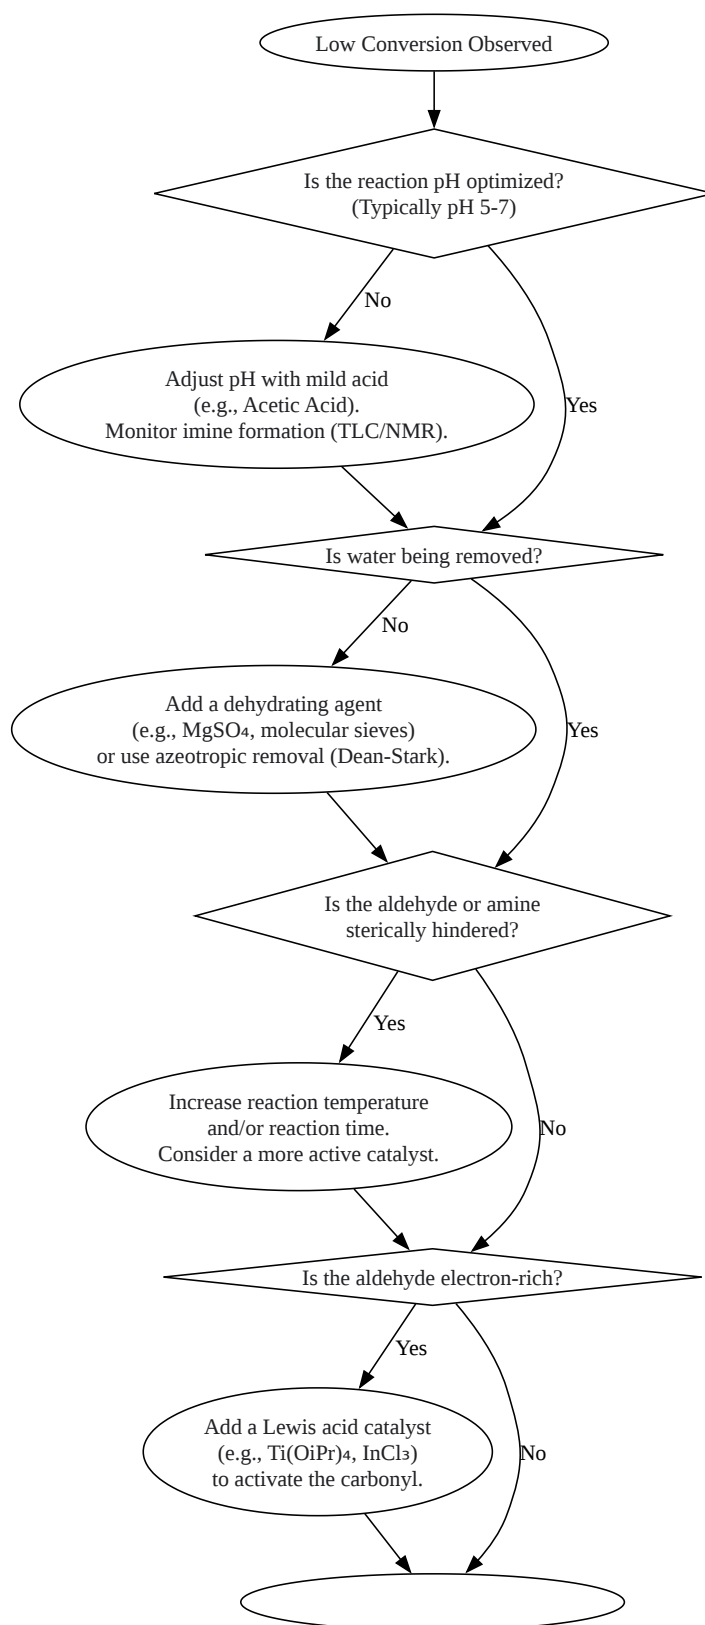 Low Conversion Observed
Is the reaction pH optimized?
(Typically pH 5-7)
No
Adjust pH with mild acid
(e.g., Acetic Acid).
Monitor imine formation (TLC/NMR).
Yes
Is water being removed?
No
Add a dehydrating agent
(e.g., MgSO₄, molecular sieves)
or use azeotropic removal (Dean-Stark).
Yes
Is the aldehyde or amine
sterically hindered?
Yes
Increase reaction temperature
and/or reaction time.
Consider a more active catalyst.
No
Is the aldehyde electron-rich?
Yes
Add a Lewis acid catalyst
(e.g., Ti(OiPr)₄, InCl₃)
to activate the carbonyl.
No